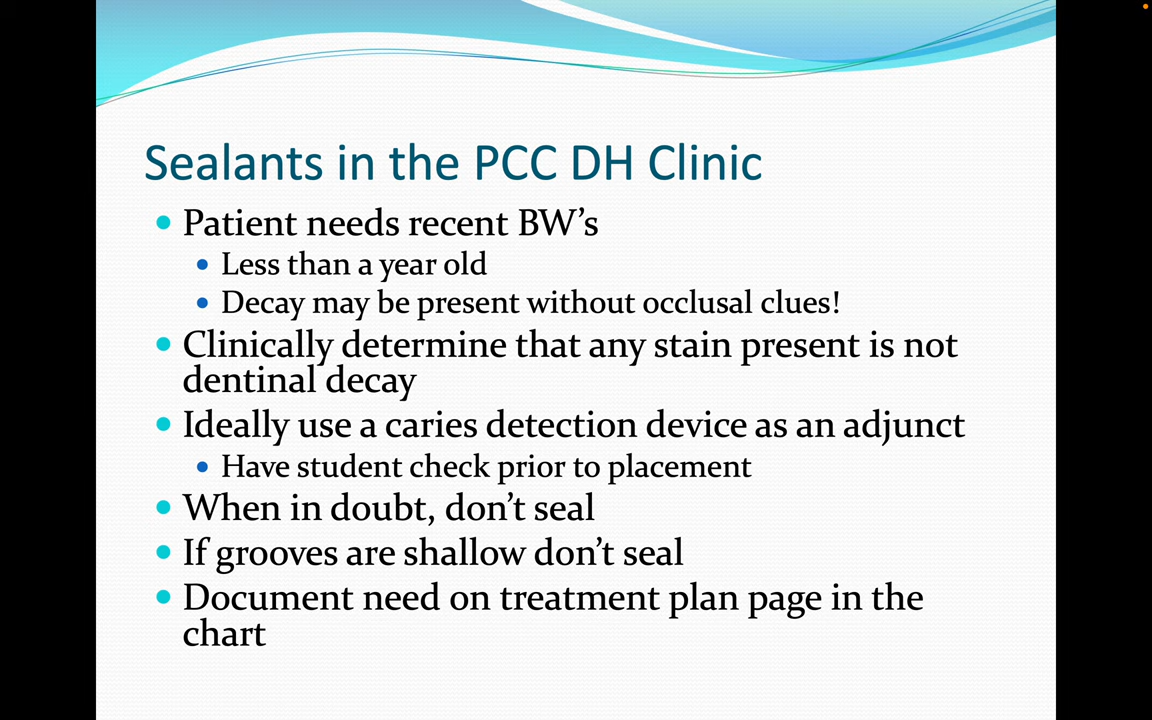 Sealants in the PCC DH Clinic
Patient needs recent BW’s
Less than a year old
Decay may be present without occlusal clues!
Clinically determine that any stain present is not
dentinal decay
Ideally use a caries detection device as an adjunct
Have student check prior to placement
When in doubt, don’t seal
If grooves are shallow don’t seal
Document need on treatment plan page in the
chart